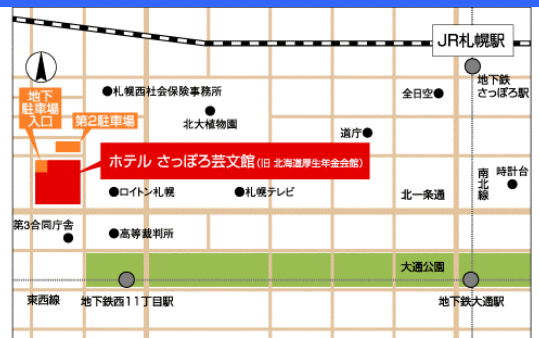 JR札幌駅
地下鉄
さっぽろ駅
地下
駐車場
入口
札幌西社会保険事務所
全日空
第2駐車場
北大植物園
道庁
ホテル さっぽろ芸文館(旧 北海道厚生年金会館)
ロイトン札幌
札幌テレビ
北一条通
南北線
時計台
第3合同庁舎
高等裁判所
大通公園
東西線
地下鉄西11丁目駅
地下鉄大通駅